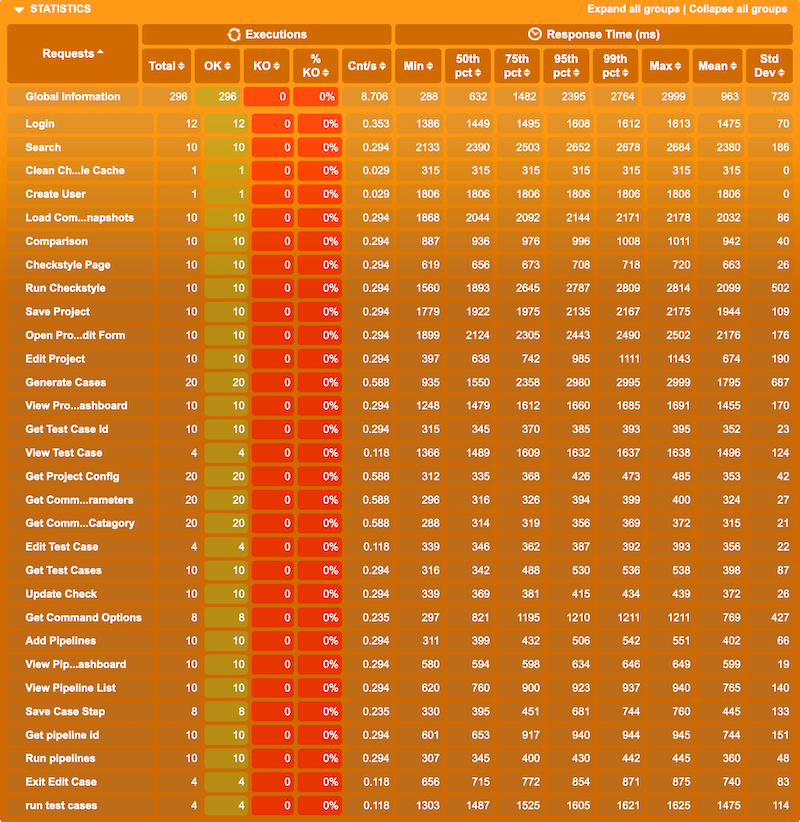 STATISTICS Expand all groups | Collapse all groups
Executions Response Time (ms)
Requests Total OK KO % KO Cnt/s Min 50th pct 75th pct 95th pct 99th pct Max Mean Std Dev
Global Information 296 296 0 0% 8.706 288 632 1482 2395 2764 2999 963 728
Login 12 12 0 0% 0.353 1386 1449 1495 1608 1612 1613 1475 70
Search 10 10 0 0% 0.294 2133 2390 2503 2652 2678 2684 2380 186
Clean Ch...le Cache 1 1 0 0% 0.029 315 315 315 315 315 315 315 0
Create User 1 1 0 0% 0.029 1806 1806 1806 1806 1806 1806 1806 0
Load Com...napshots 10 10 0 0% 0.294 1868 2044 2092 2144 2171 2178 2032 86
Comparison 10 10 0 0% 0.294 887 936 976 996 1008 1011 942 40
Checkstyle Page 10 10 0 0% 0.294 619 656 673 708 718 720 663 26
Run Checkstyle 10 10 0 0% 0.294 1560 1893 2645 2787 2809 2814 2099 502
Save Project 10 10 0 0% 0.294 1779 1922 1975 2135 2167 2175 1944 109
Open Pro...dit Form 10 10 0 0% 0.294 1899 2124 2305 2443 2490 2502 2176 176
Edit Project 10 10 0 0% 0.294 397 638 742 985 1111 1143 674 190
Generate Cases 20 20 0 0% 0.588 935 1550 2358 2980 2995 2999 1795 687
View Pro...ashboard 10 10 0 0% 0.294 1248 1479 1612 1660 1685 1691 1455 170
Get Test Case Id 10 10 0 0% 0.294 315 345 370 385 393 395 352 23
View Test Case 4 4 0 0% 0.118 1366 1489 1609 1632 1637 1638 1496 124
Get Project Config 20 20 0 0% 0.588 312 335 368 426 473 485 353 42
Get Comm...rameters 20 20 0 0% 0.588 296 316 326 394 399 400 324 27
Get Comm...Catagory 20 20 0 0% 0.588 288 314 319 356 369 372 315 21
Edit Test Case 4 4 0 0% 0.118 339 346 362 387 392 393 356 22
Get Test Cases 10 10 0 0% 0.294 316 342 488 530 536 538 398 87
Update Check 10 10 0 0% 0.294 339 369 381 415 434 439 372 26
Get Command Options 8 8 0 0% 0.235 297 821 1195 1210 1211 1211 769 427
Add Pipelines 10 10 0 0% 0.294 311 399 432 506 542 551 402 66
View Pip...ashboard 10 10 0 0% 0.294 580 594 598 634 646 649 599 19
View Pipeline List 10 10 0 0% 0.294 620 760 900 923 937 940 765 140
Save Case Step 8 8 0 0% 0.235 330 395 451 681 744 760 445 133
Get pipeline Id 10 10 0 0% 0.294 601 653 917 940 944 945 744 151
Run pipelines 10 10 0 0% 0.294 307 345 400 430 442 445 360 48
Exit Edit Case 4 4 0 0% 0.118 656 715 772 854 871 875 740 83
run test cases 4 4 0 0% 0.118 1303 1487 1525 1605 1621 1625 1475 114